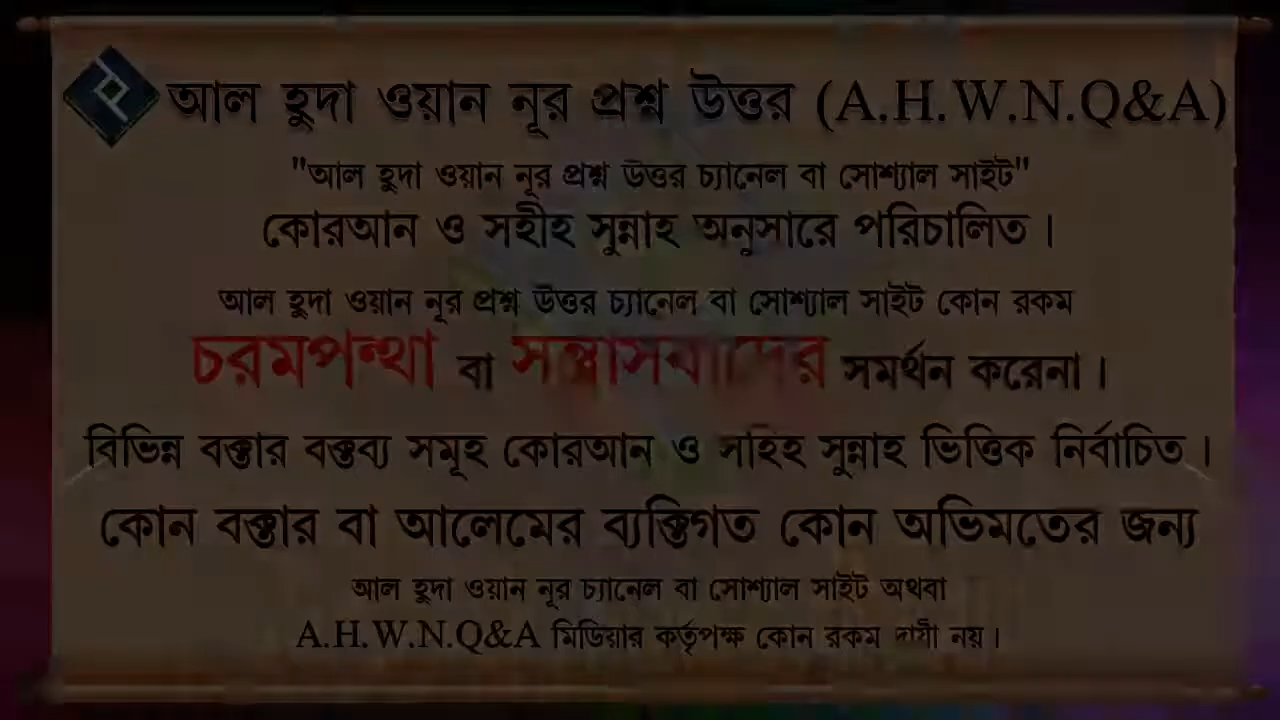 আল হুদা ওয়ান নূর প্রশ্ন উত্তর (A.H.W.N.Q&A)
"আল হুদা ওয়ান নূর প্রশ্ন উত্তর চ্যানেল বা সোশ্যাল সাইট"
কোরআন ও সহীহ সুন্নাহ অনুসারে পরিচালিত।
আল হুদা ওয়ান নূর প্রশ্ন উত্তর চ্যানেল বা সোশ্যাল সাইট কোন রকম
চরমপন্থা বা সন্ত্রাসবাদের সমর্থন করেনা।
বিভিন্ন বক্তার বক্তব্য সমূহ কোরআন ও সাহিহ সুন্নাহ ভিত্তিক নির্বাচিত।
কোন বক্তার বা আলেমের ব্যক্তিগত কোন অভিমতের জন্য
আল হুদা ওয়ান নূর চ্যানেল বা সোশ্যাল সাইট অথবা
A.H.W.N.Q&A মিডিয়ার কর্তৃপক্ষ কোন রকম দায়ী নয়।